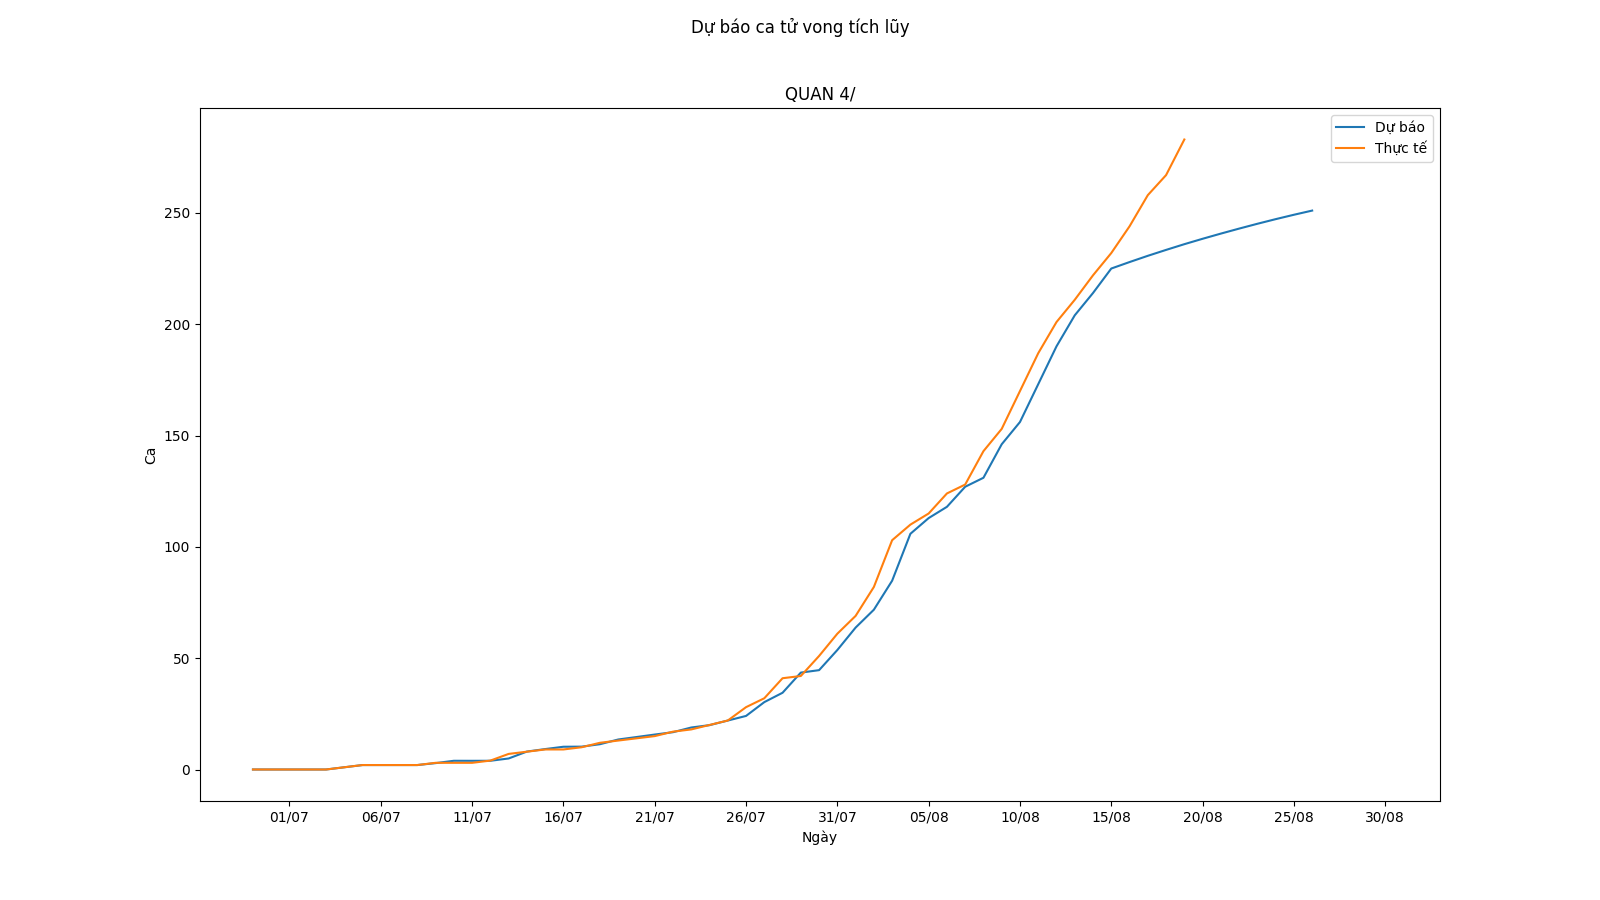 Dự báo ca tử vong tích lũy
QUAN 4/
Dự báo
Thực tế
250
200
150
100
50
0
Ca
01/07 06/07 11/07 16/07 21/07 26/07 31/07 05/08 10/08 15/08 20/08 25/08 30/08
Ngày